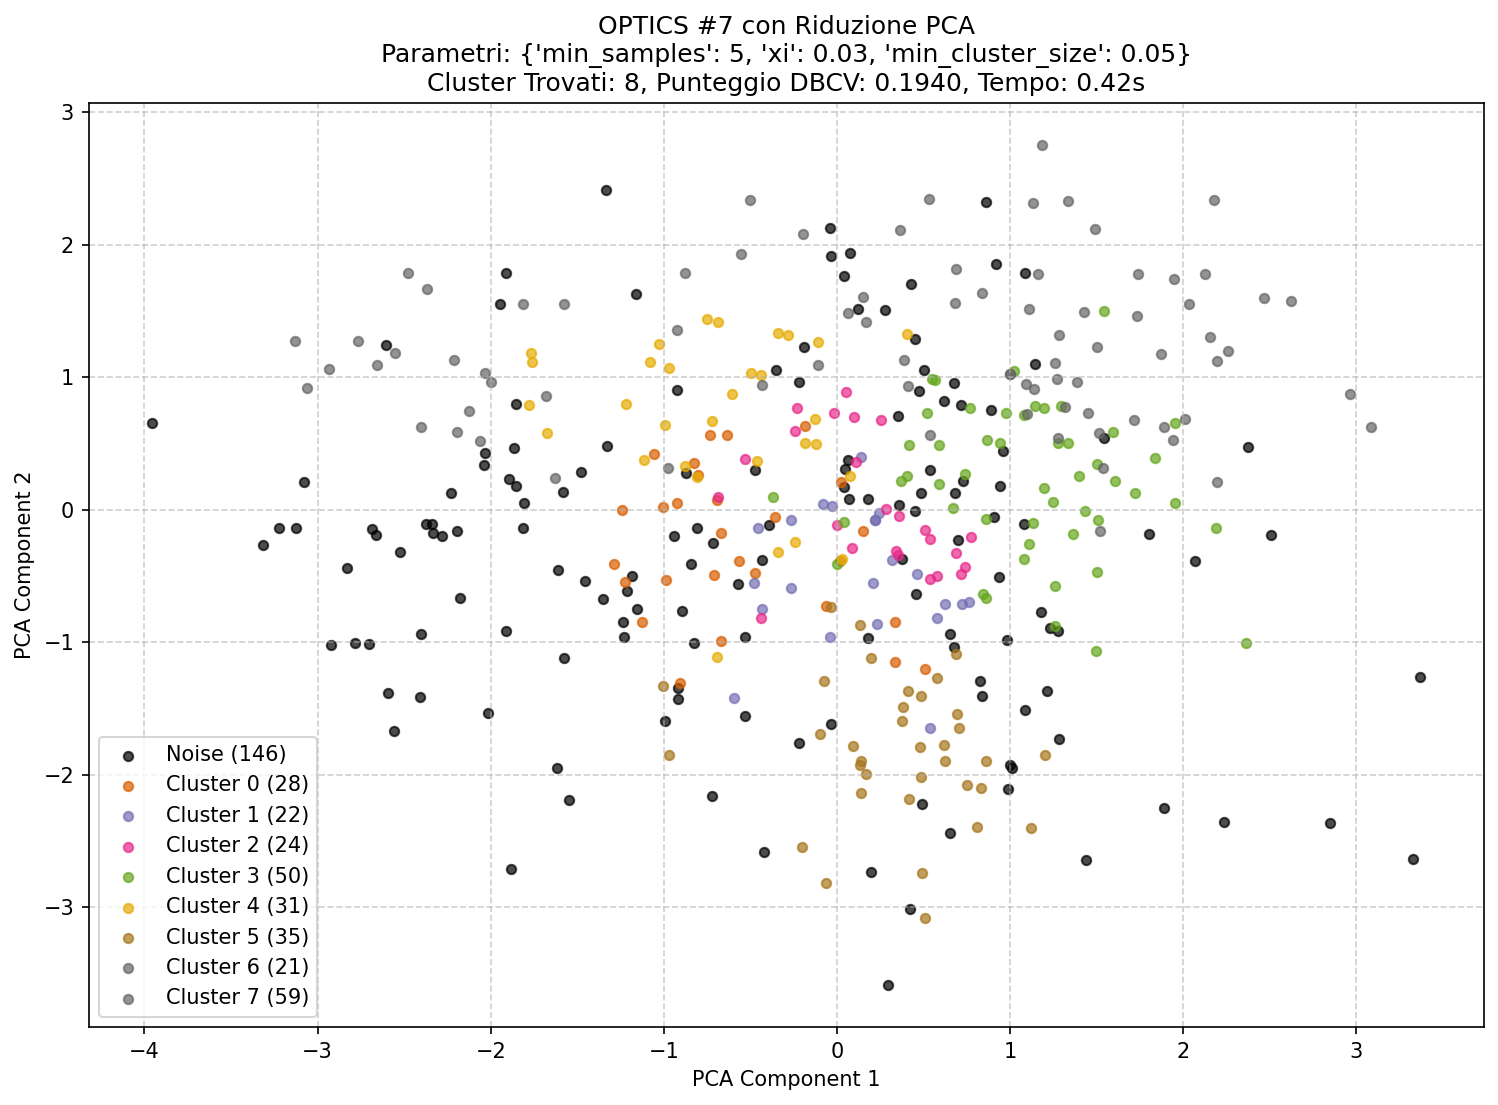 OPTICS #7 con Riduzione PCA
Parametri: {'min_samples': 5, 'xi': 0.03, 'min_cluster_size': 0.05}
Cluster Trovati: 8, Punteggio DBCV: 0.1940, Tempo: 0.42s
3
2
1
0
−1
−2
−3
PCA Component 2
Noise (146)
Cluster 0 (28)
Cluster 1 (22)
Cluster 2 (24)
Cluster 3 (50)
Cluster 4 (31)
Cluster 5 (35)
Cluster 6 (21)
Cluster 7 (59)
−4 −3 −2 −1 0 1 2 3
PCA Component 1